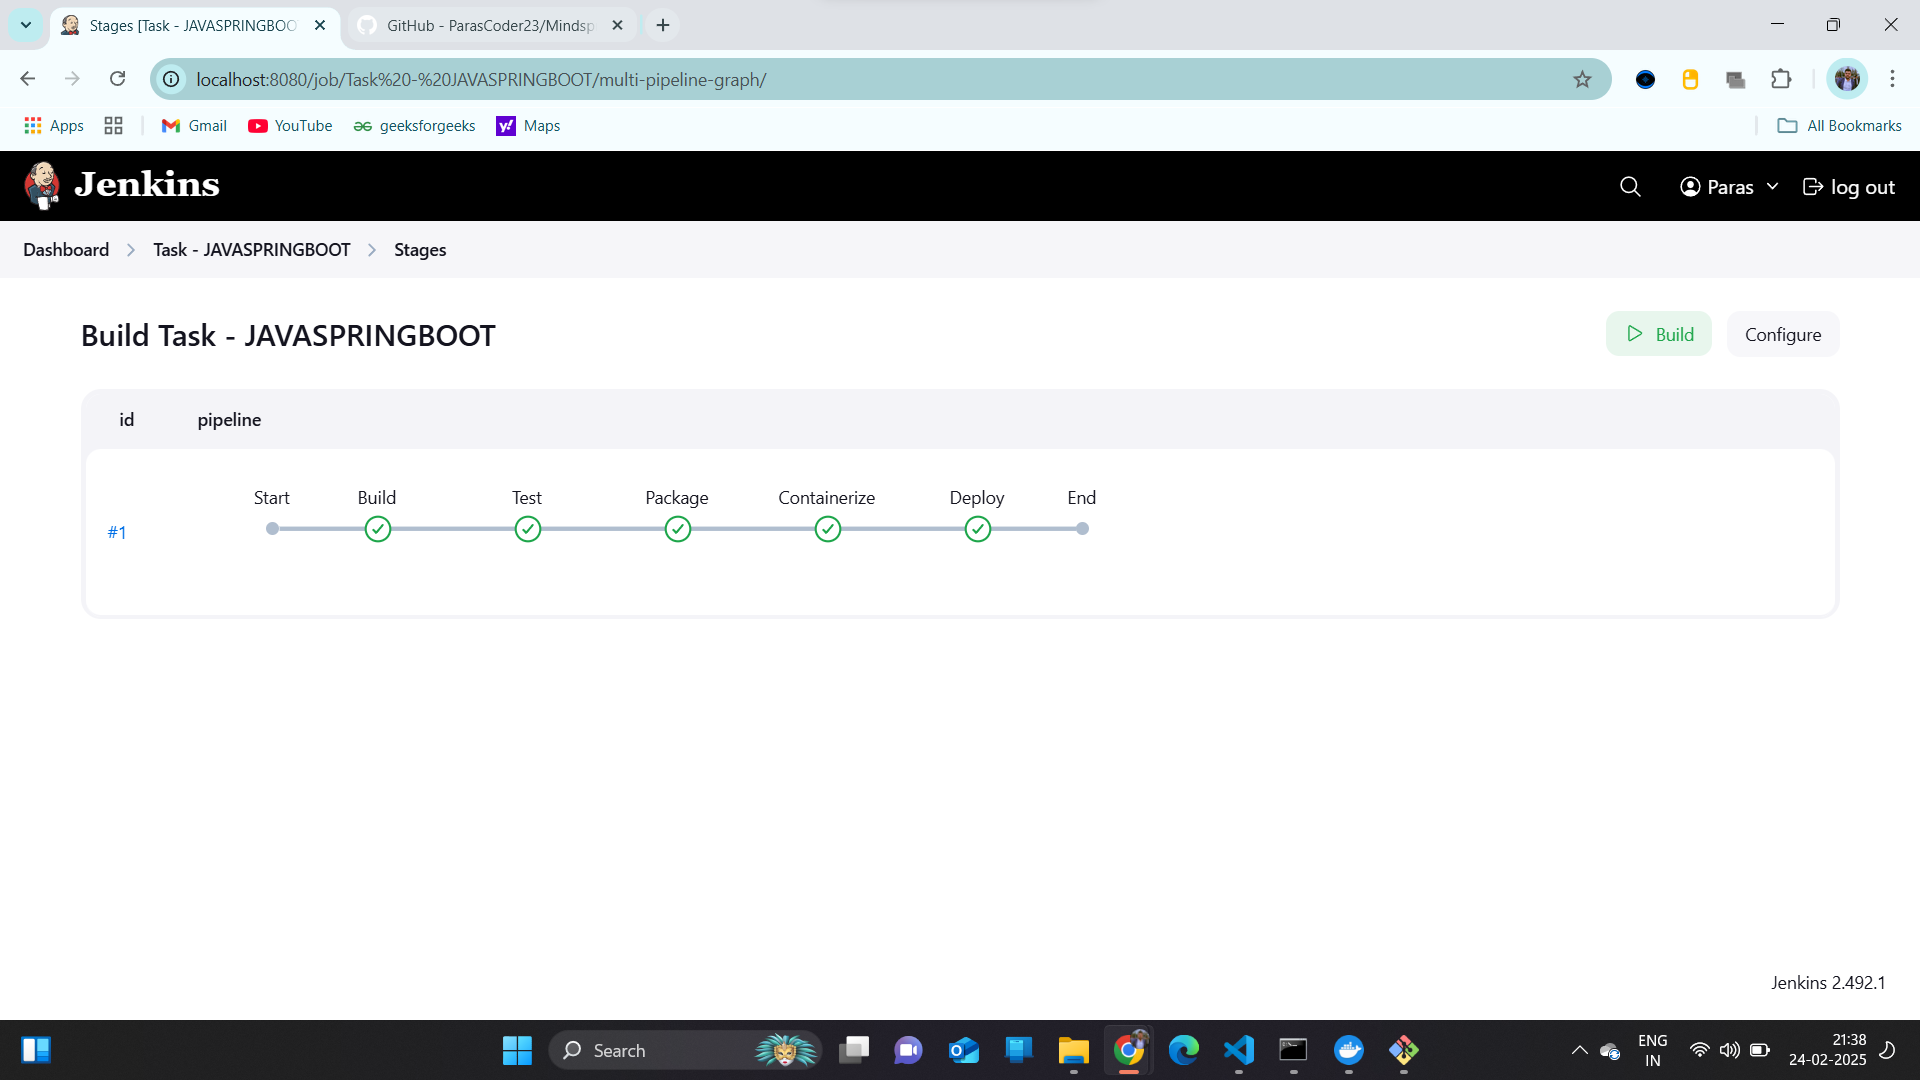 Stages [Task - JAVASPRINGBOO
GitHub - ParasCoder23/Mindsp
localhost:8080/job/Task%20-%20JAVASPRINGBOOT/multi-pipeline-graph/
Apps
Gmail
YouTube
geeksforgeeks
Maps
All Bookmarks
Jenkins
Paras
log out
Dashboard
Task - JAVASPRINGBOOT
Stages
Build Task - JAVASPRINGBOOT
Build
Configure
id pipeline
Start Build Test Package Containerize Deploy End
#1
Jenkins 2.492.1
Search
ENG
IN
21:38
24-02-2025